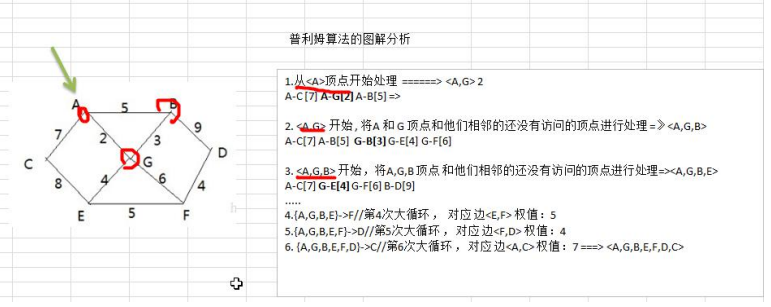 普利姆算法的图解分析
A
5
B
7
2
3
9
C
G
D
8
4
6
4
E
5
F
1.从<A>顶点开始处理 ======> <A,G> 2
A-C [7] A-G[2] A-B[5] =>
2. <A,G> 开始 , 将A 和 G 顶点和他们相邻的还没有访问的顶点进行处理 =》<A,G,B>
A-C[7] A-B[5] G-B[3] G-E[4] G-F[6]
3. <A,G,B> 开始 , 将A,G,B 顶点 和他们相邻的还没有访问的顶点进行处理=><A,G,B,E>
A-C[7] G-E[4] G-F[6] B-D[9]
.....
4.{A,G,B,E}->F//第4次大循环 , 对应 边<E,F> 权值：5
5.{A,G,B,E,F}->D//第5次大循环 , 对应边<F,D> 权值：4
6. {A,G,B,E,F,D}->C//第6次大循环 , 对应边<A,C> 权值：7 ===> <A,G,B,E,F,D,C>